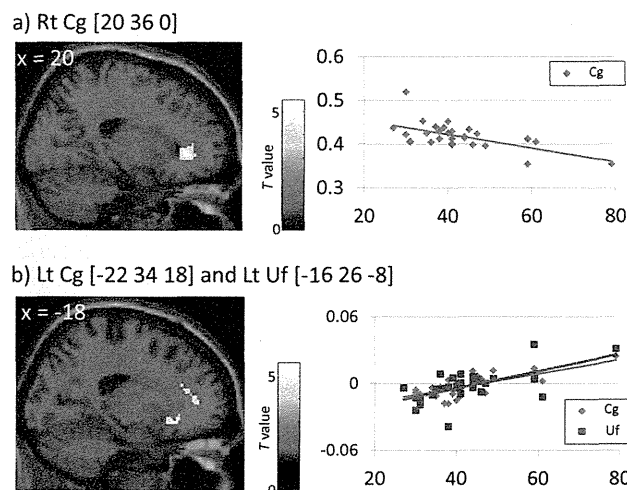 a) Rt Cg [20 36 0]
x = 20
5
T value
0
0.6
0.5
0.4
0.3
20 40 60 80
Cg
b) Lt Cg [-22 34 18] and Lt Uf [-16 26 -8]
x = -18
5
T value
0
0.06
0
-0.06
20 40 60 80
Cg
Uf